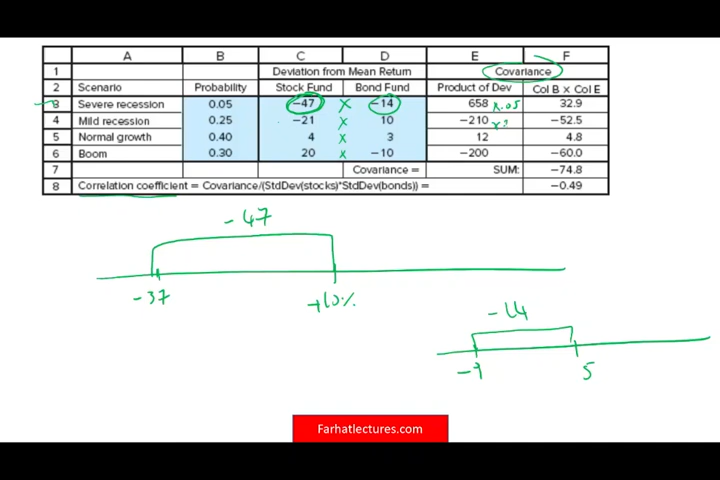 A B C D E F
1 Deviation from Mean Return Covariance
2 Scenario Probability Stock Fund Bond Fund Product of Dev Col B x Col E
3 Severe recession 0.05 −47 x −14 658 x.05 32.9
4 Mild recession 0.25 −21 x 10 −210 x 52.5
5 Normal growth 0.40 4 x 3 12 4.8
6 Boom 0.30 20 x −10 −200 −60.0
7 Covariance = SUM: −74.8
8 Correlation coefficient = Covariance/(StdDev(stocks)*StdDev(bonds)) = −0.49
-47
-37 +10%
-14
-9 5
Farhatlectures.com